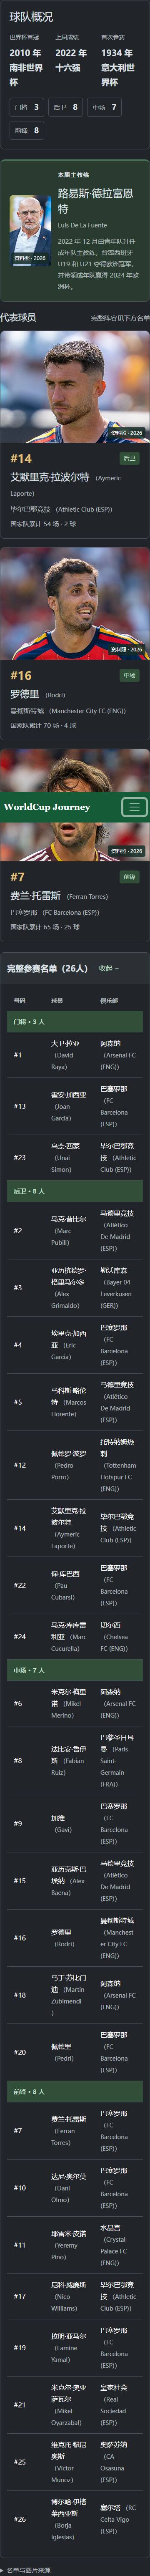 球队概况
世界杯首冠
2010 年
南非世界
杯
上届成绩
2022 年
十六强
首次参赛
1934 年
意大利世
界杯
门将 3
后卫 8
中场 7
前锋 8
本届主教练
路易斯·德拉富恩
特
Luis De La Fuente
2022 年 12 月由青年队升任
成年队主教练，曾率西班牙
U19 和 U21 夺得欧洲冠军，
并带领成年队赢得 2024 年欧
洲杯。
资料图 · 2026
代表球员
完整阵容见下方名单
资料图 · 2026
#14
后卫
艾默里克·拉波尔特 （Aymeric
Laporte）
毕尔巴鄂竞技 （Athletic Club (ESP)）
国家队累计 54 场 · 2 球
资料图 · 2026
#16
中场
罗德里 （Rodri）
曼彻斯特城 （Manchester City FC (ENG)）
国家队累计 70 场 · 4 球
WorldCup Journey
资料图 · 2026
#7
前锋
费兰·托雷斯 （Ferran Torres）
巴塞罗那 （FC Barcelona (ESP)）
国家队累计 65 场 · 25 球
完整参赛名单（26人） 收起 −
号码 球员 俱乐部
门将 • 3 人
#1
大卫·拉亚
（David
Raya）
阿森纳
（Arsenal FC
(ENG)）
#13
霍安·加西亚
（Joan
Garcia）
巴塞罗那
（FC
Barcelona
(ESP)）
#23
乌奈·西蒙
（Unai
Simon）
毕尔巴鄂竞
技 （Athletic
Club (ESP)）
后卫 • 8 人
#2
马克·普比尔
（Marc
Pubill）
马德里竞技
（Atlético
De Madrid
(ESP)）
#3
亚历杭德罗·
格里马尔多
（Alex
Grimaldo）
勒沃库森
（Bayer 04
Leverkusen
(GER)）
#4
埃里克·加西
亚 （Eric
Garcia）
巴塞罗那
（FC
Barcelona
(ESP)）
#5
马科斯·略伦
特 （Marcos
Llorente）
马德里竞技
（Atlético
De Madrid
(ESP)）
#12
佩德罗·波罗
（Pedro
Porro）
托特纳姆热
刺
（Tottenham
Hotspur FC
(ENG)）
#14
艾默里克·拉
波尔特
（Aymeric
Laporte）
毕尔巴鄂竞
技 （Athletic
Club (ESP)）
#22
保·库巴西
（Pau
Cubarsi）
巴塞罗那
（FC
Barcelona
(ESP)）
#24
马克·库库雷
利亚 （Marc
Cucurella）
切尔西
（Chelsea
FC (ENG)）
中场 • 7 人
#6
米克尔·梅里
诺 （Mikel
Merino）
阿森纳
（Arsenal FC
(ENG)）
#8
法比安·鲁伊
斯 （Fabian
Ruiz）
巴黎圣日耳
曼 （Paris
Saint-
Germain
(FRA)）
#9
加维
（Gavi）
巴塞罗那
（FC
Barcelona
(ESP)）
#15
亚历克斯·巴
埃纳 （Alex
Baena）
马德里竞技
（Atlético
De Madrid
(ESP)）
#16
罗德里
（Rodri）
曼彻斯特城
（Manchest
er City FC
(ENG)）
#18
马丁·苏比门
迪 （Martin
Zubimendi
）
阿森纳
（Arsenal FC
(ENG)）
#20
佩德里
（Pedri）
巴塞罗那
（FC
Barcelona
(ESP)）
前锋 • 8 人
#7
费兰·托雷斯
（Ferran
Torres）
巴塞罗那
（FC
Barcelona
(ESP)）
#10
达尼·奥尔莫
（Dani
Olmo）
巴塞罗那
（FC
Barcelona
(ESP)）
#11
耶雷米·皮诺
（Yeremy
Pino）
水晶宫
（Crystal
Palace FC
(ENG)）
#17
尼科·威廉斯
（Nico
Williams）
毕尔巴鄂竞
技 （Athletic
Club (ESP)）
#19
拉明·亚马尔
（Lamine
Yamal）
巴塞罗那
（FC
Barcelona
(ESP)）
#21
米克尔·奥亚
萨瓦尔
（Mikel
Oyarzabal）
皇家社会
（Real
Sociedad
(ESP)）
#25
维克托·穆尼
奥斯
（Victor
Munoz）
奥萨苏纳
（CA
Osasuna
(ESP)）
#26
博尔哈·伊格
莱西亚斯
（Borja
Iglesias）
塞尔塔 （RC
Celta Vigo
(ESP)）
名单与图片来源